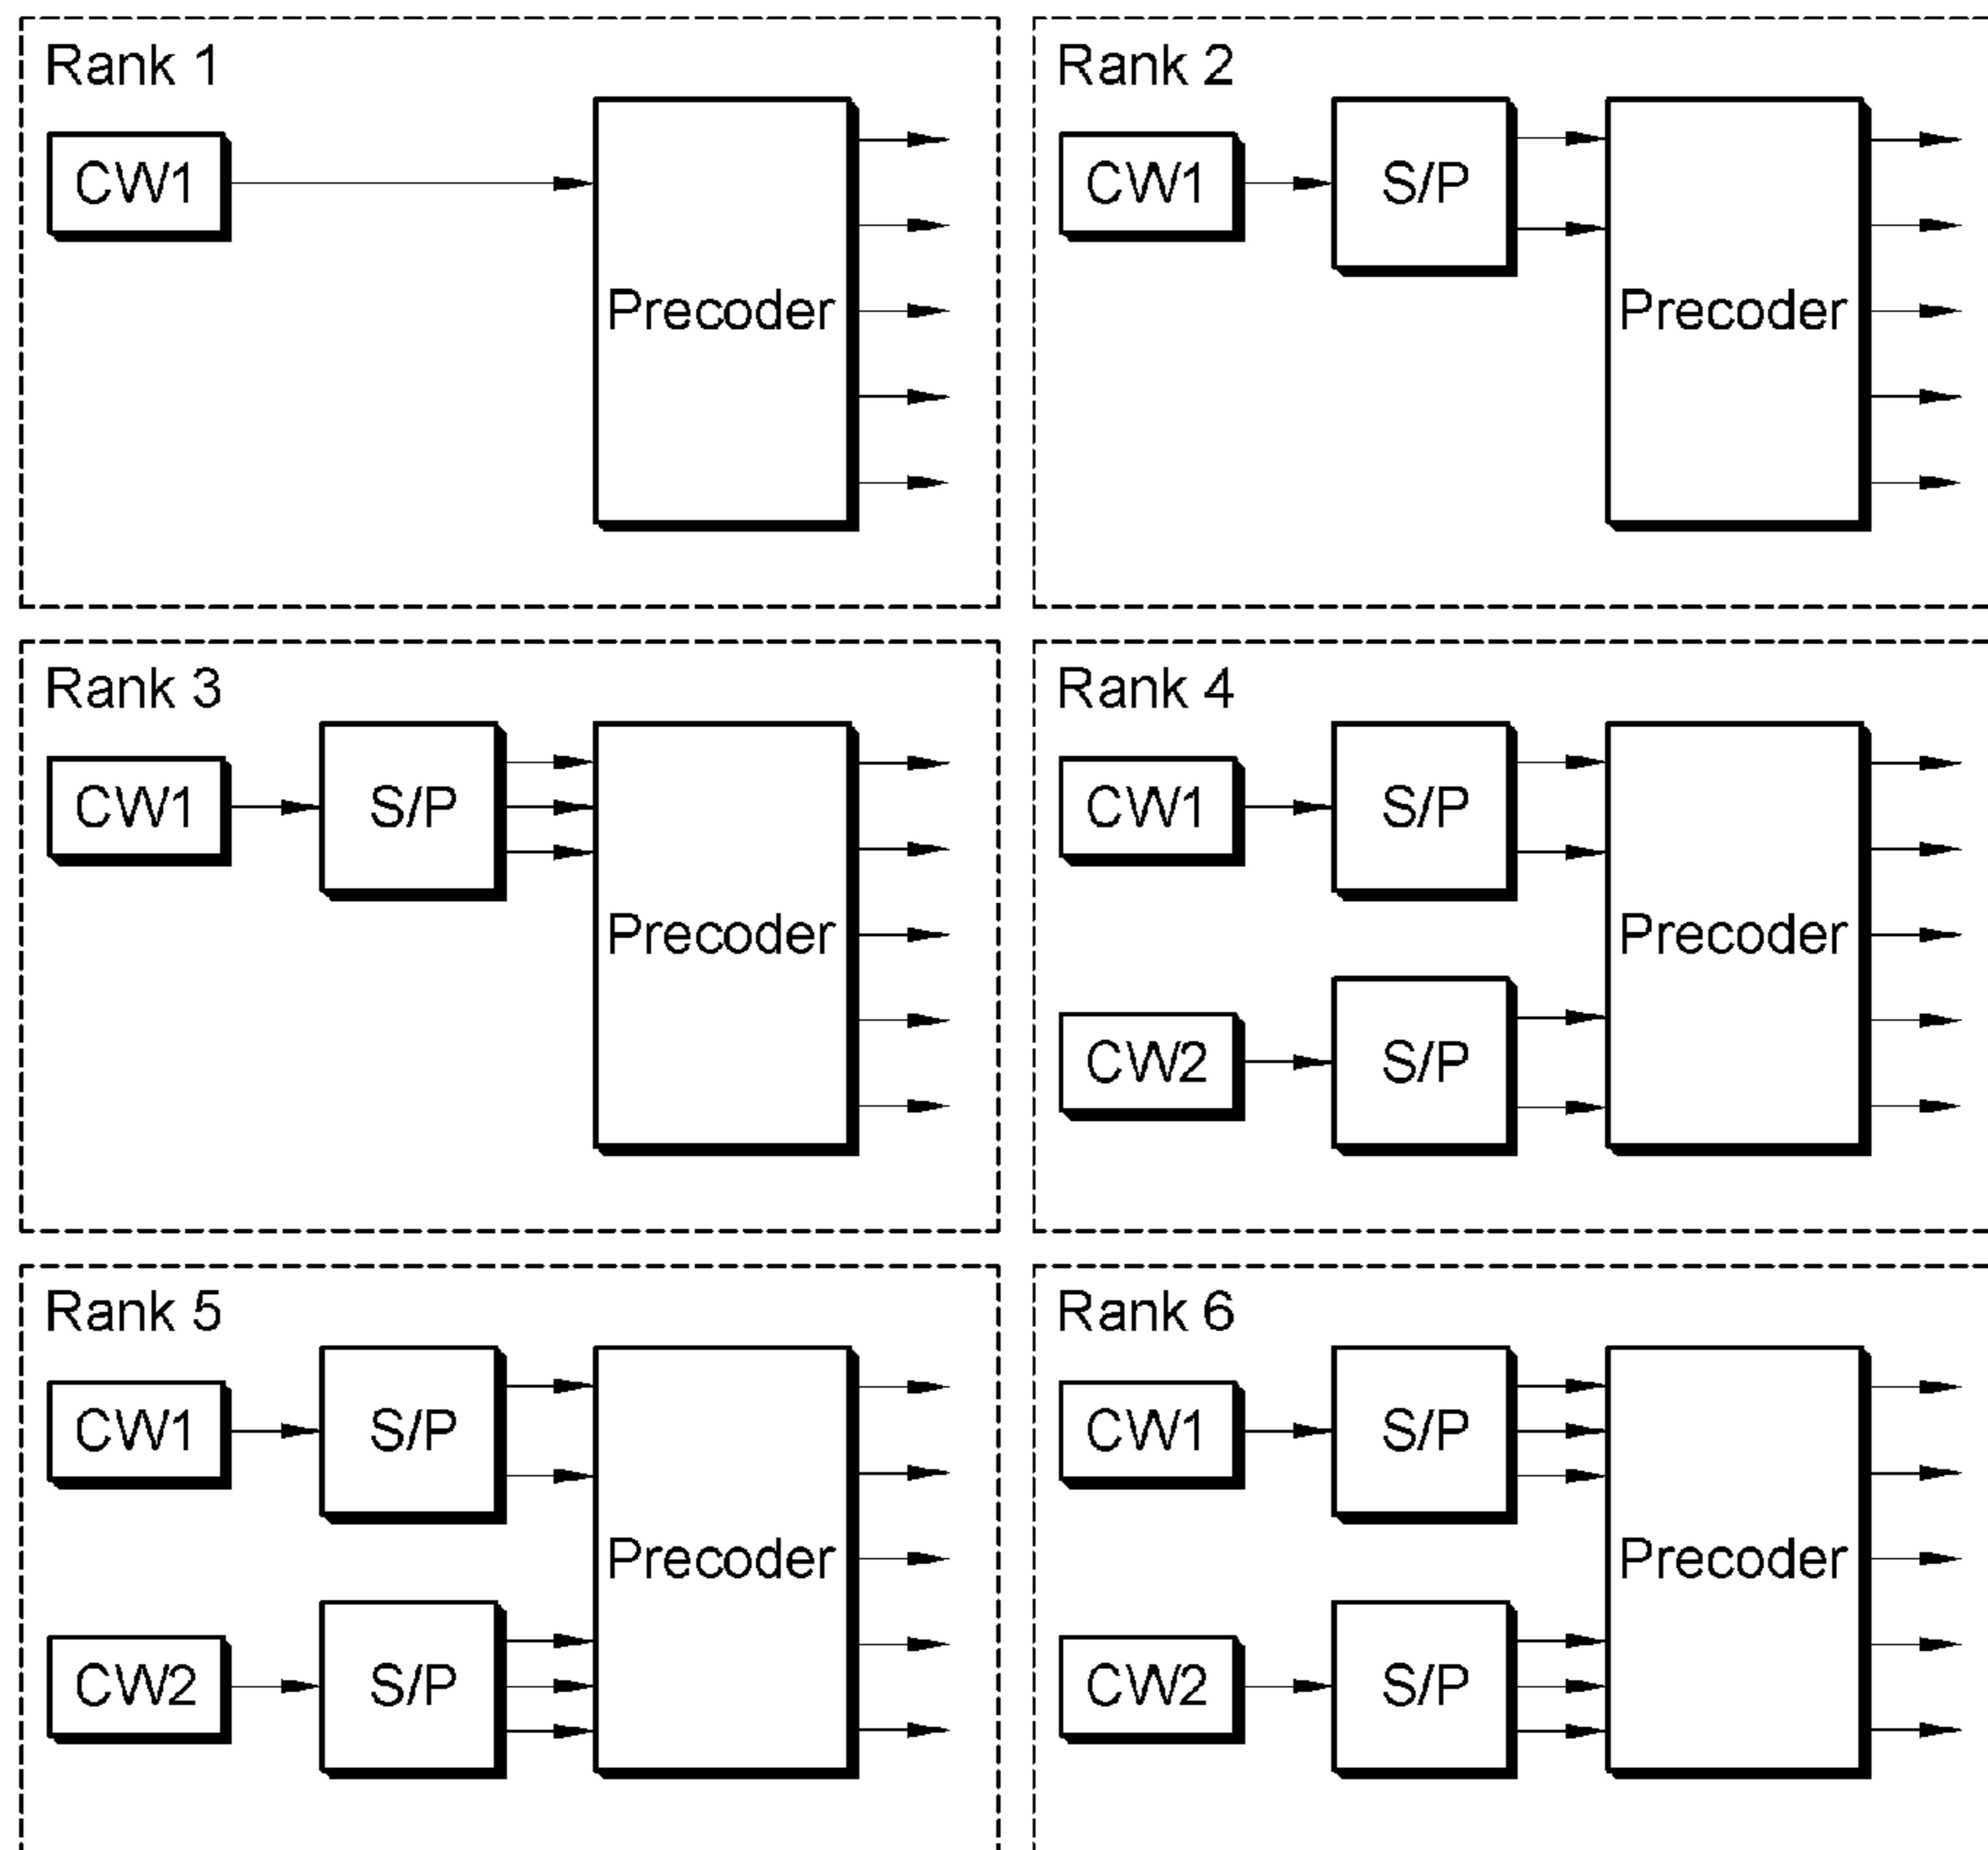 Rank 1
CW1
Precoder
Rank 2
CW1
S/P
Precoder
Rank 3
CW1
S/P
Precoder
Rank 4
CW1
S/P
Precoder
CW2
S/P
Rank 5
CW1
S/P
Precoder
CW2
S/P
Rank 6
CW1
S/P
Precoder
CW2
S/P